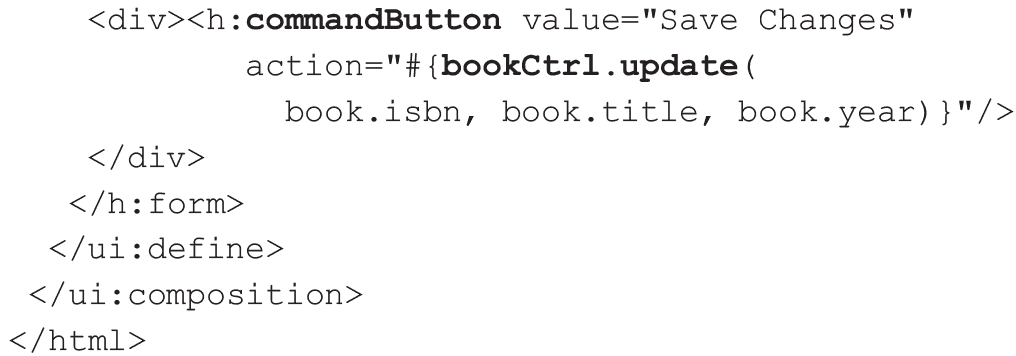 <div><h:commandButton value="Save Changes"
action="#{bookCtrl.update(
book.isbn, book.title, book.year)}"/>
</div>
</h:form>
</ui:define>
</ui:composition>
</html>